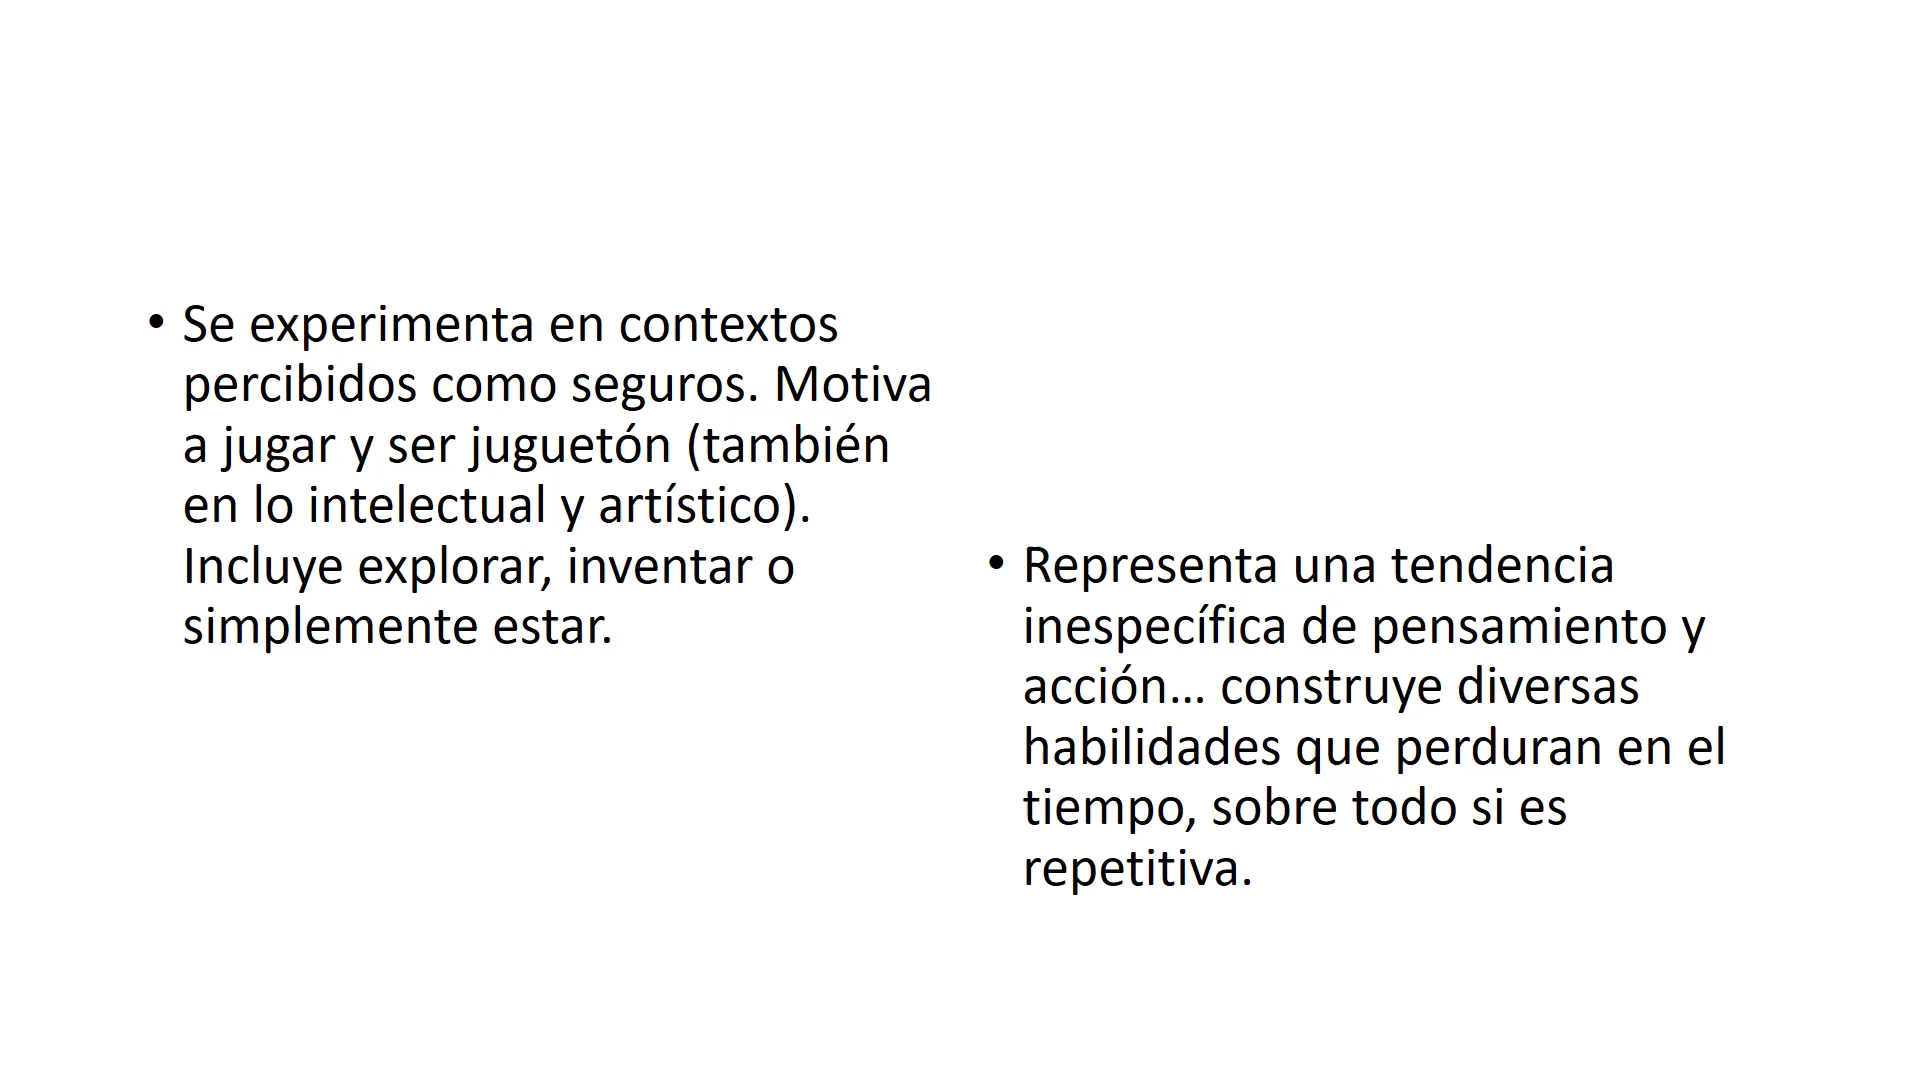 • Se experimenta en contextos
percibidos como seguros. Motiva
a jugar y ser juguetón (también
en lo intelectual y artístico).
Incluye explorar, inventar o
simplemente estar.
• Representa una tendencia
inespecífica de pensamiento y
acción... construye diversas
habilidades que perduran en el
tiempo, sobre todo si es
repetitiva.